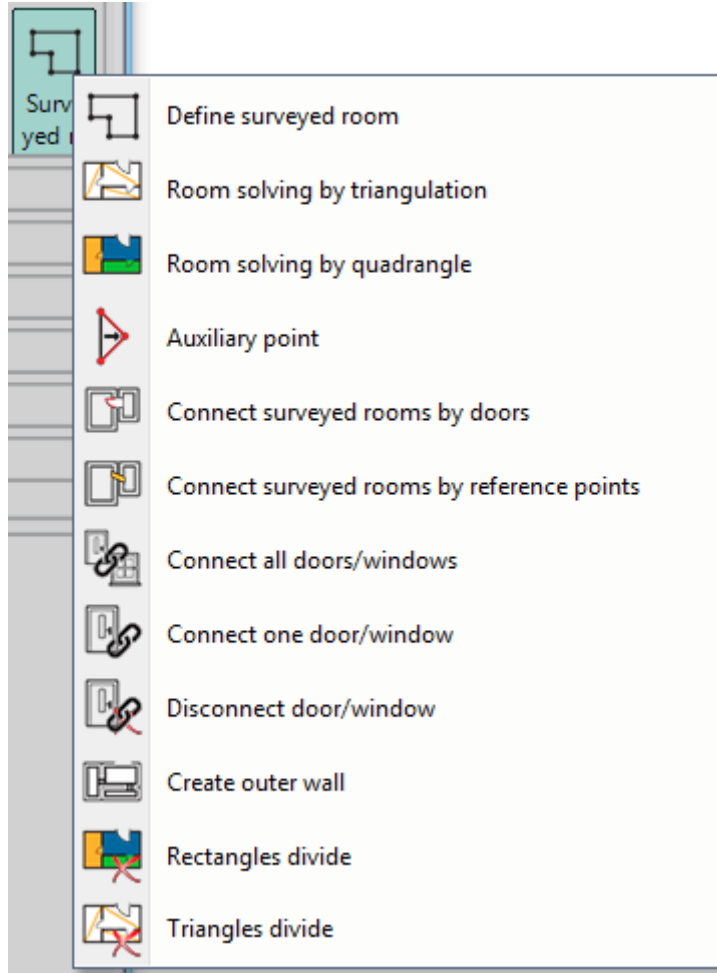 Surv
yed
Define surveyed room
Room solving by triangulation
Room solving by quadrangle
Auxiliary point
Connect surveyed rooms by doors
Connect surveyed rooms by reference points
Connect all doors/windows
Connect one door/window
Disconnect door/window
Create outer wall
Rectangles divide
Triangles divide